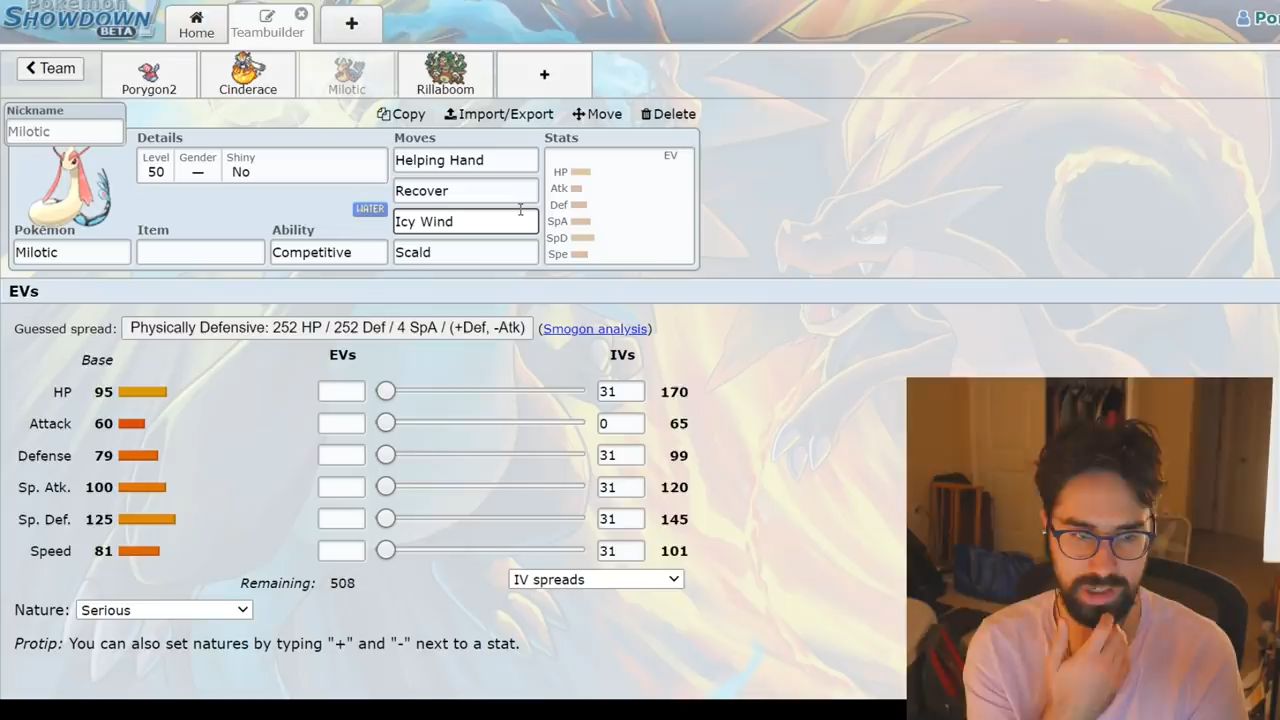 Pokémon
SHOWDOWN
BETA
Home
Teambuilder
+
Po
Team
Porygon2
Cinderace
Milotic
Rillaboom
+
Nickname
Milotic
Copy
Import/Export
Move
Delete
Details
Level
50
Gender
—
Shiny
No
WATER
Pokémon
Milotic
Item
Ability
Competitive
Moves
Helping Hand
Recover
Icy Wind
Scald
Stats
EV
HP
Atk
Def
SpA
SpD
Spe
EVs
Guessed spread: Physically Defensive: 252 HP / 252 Def / 4 SpA / (+Def, -Atk) (Smogon analysis)
Base EVs IVs
HP 95 31 170
Attack 60 0 65
Defense 79 31 99
Sp. Atk. 100 31 120
Sp. Def. 125 31 145
Speed 81 31 101
Remaining: 508 IV spreads
Nature: Serious
Protip: You can also set natures by typing "+" and "-" next to a stat.